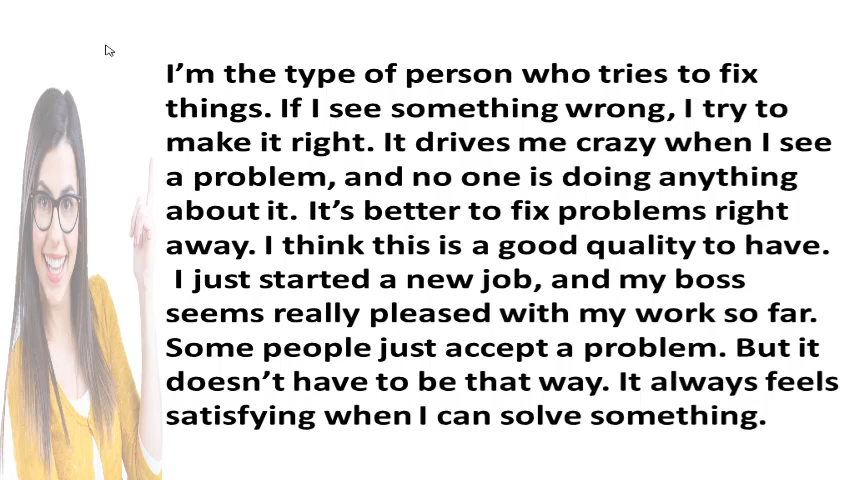 I’m the type of person who tries to fix
things. If I see something wrong, I try to
make it right. It drives me crazy when I see
a problem, and no one is doing anything
about it. It’s better to fix problems right
away. I think this is a good quality to have.
I just started a new job, and my boss
seems really pleased with my work so far.
Some people just accept a problem. But it
doesn’t have to be that way. It always feels
satisfying when I can solve something.